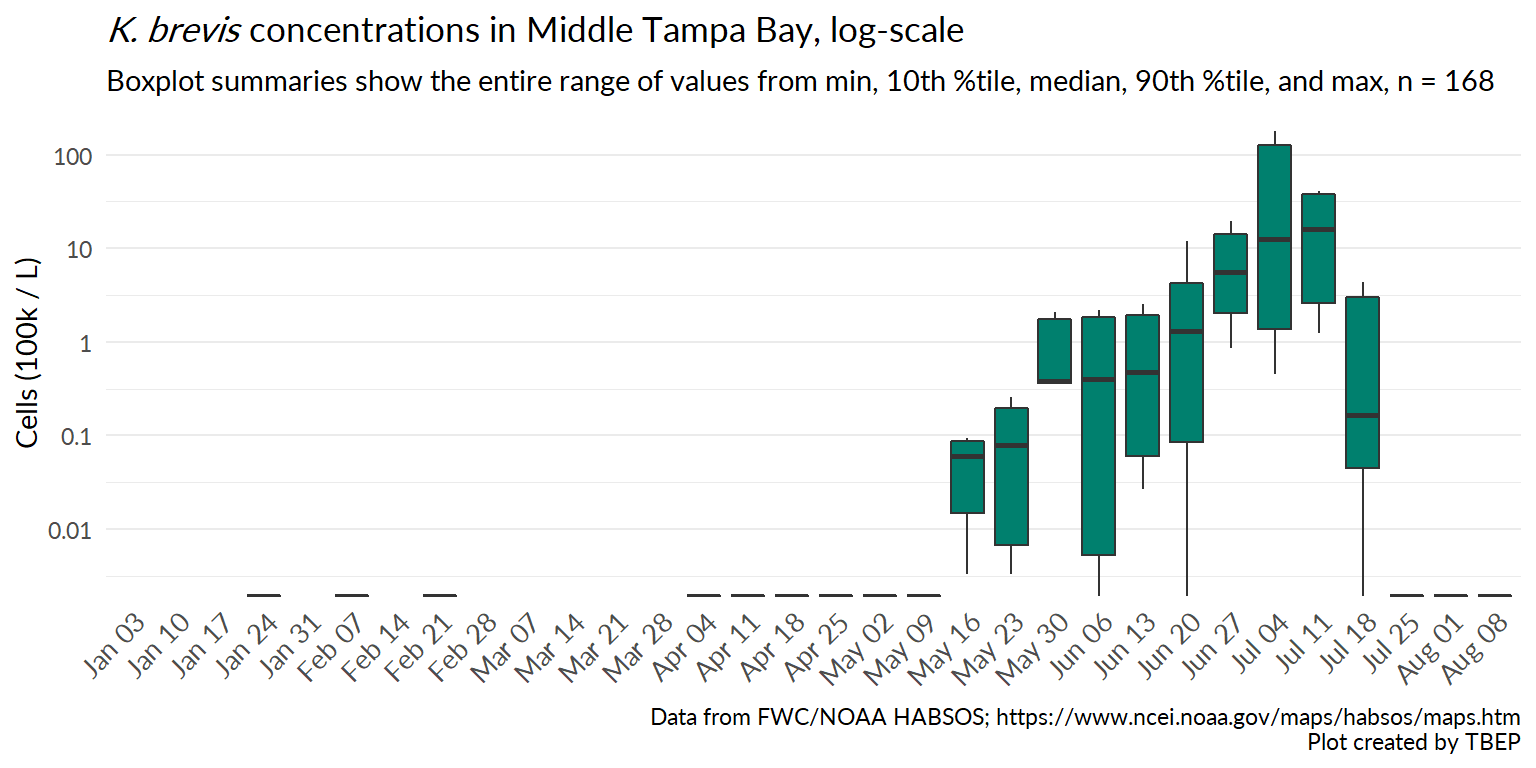 K. brevis concentrations in Middle Tampa Bay, log-scale
Boxplot summaries show the entire range of values from min, 10th %tile, median, 90th %tile, and max, n = 168
Cells (100k / L)
100
10
1
0.1
0.01
Jan 03
Jan 10
Jan 17
Jan 24
Jan 31
Feb 07
Feb 14
Feb 21
Feb 28
Mar 07
Mar 14
Mar 21
Mar 28
Apr 04
Apr 11
Apr 18
Apr 25
May 02
May 09
May 16
May 23
May 30
Jun 06
Jun 13
Jun 20
Jun 27
Jul 04
Jul 11
Jul 18
Jul 25
Aug 01
Aug 08
Data from FWC/NOAA HABSOS; https://www.ncei.noaa.gov/maps/habsos/maps.htm
Plot created by TBEP